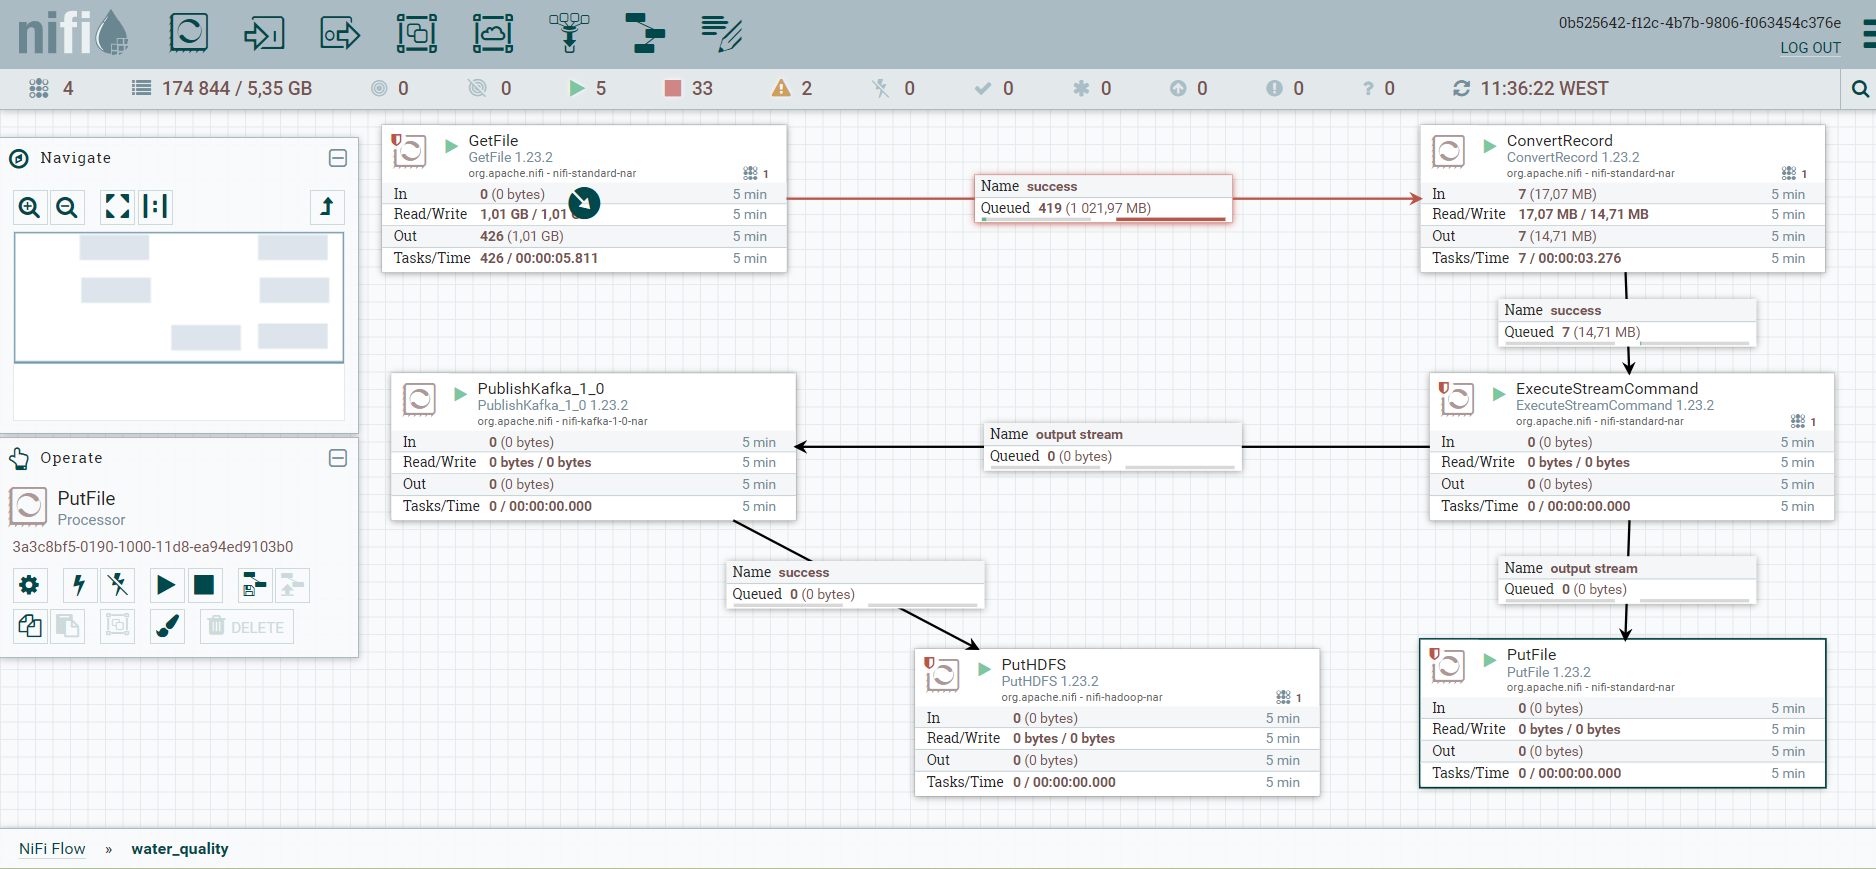 nifi
0b525642-f12c-4b7b-9806-f063454c376e
LOG OUT
4
174 844 / 5,35 GB
0
0
5
33
2
0
0
0
0
0
? 0
11:36:22 WEST
Navigate
Operate
PutFile
Processor
3a3c8bf5-0190-1000-11d8-ea94ed9103b0
DELETE
GetFile
GetFile 1.23.2
org.apache.nifi - nifi-standard-nar
1
In 0 (0 bytes) 5 min
Read/Write 1,01 GB / 1,01 5 min
Out 426 (1,01 GB) 5 min
Tasks/Time 426 / 00:00:05.811 5 min
Name success
Queued 419 (1 021,97 MB)
ConvertRecord
ConvertRecord 1.23.2
org.apache.nifi - nifi-standard-nar
1
In 7 (17,07 MB) 5 min
Read/Write 17,07 MB / 14,71 MB 5 min
Out 7 (14,71 MB) 5 min
Tasks/Time 7 / 00:00:03.276 5 min
Name success
Queued 7 (14,71 MB)
PublishKafka_1_0
PublishKafka_1_0 1.23.2
org.apache.nifi - nifi-kafka-1-0-nar
In 0 (0 bytes) 5 min
Read/Write 0 bytes / 0 bytes 5 min
Out 0 (0 bytes) 5 min
Tasks/Time 0 / 00:00:00.000 5 min
Name output stream
Queued 0 (0 bytes)
ExecuteStreamCommand
ExecuteStreamCommand 1.23.2
org.apache.nifi - nifi-standard-nar
1
In 0 (0 bytes) 5 min
Read/Write 0 bytes / 0 bytes 5 min
Out 0 (0 bytes) 5 min
Tasks/Time 0 / 00:00:00.000 5 min
Name success
Queued 0 (0 bytes)
Name output stream
Queued 0 (0 bytes)
PutHDFS
PutHDFS 1.23.2
org.apache.nifi - nifi-hadoop-nar
1
In 0 (0 bytes) 5 min
Read/Write 0 bytes / 0 bytes 5 min
Out 0 (0 bytes) 5 min
Tasks/Time 0 / 00:00:00.000 5 min
PutFile
PutFile 1.23.2
org.apache.nifi - nifi-standard-nar
In 0 (0 bytes) 5 min
Read/Write 0 bytes / 0 bytes 5 min
Out 0 (0 bytes) 5 min
Tasks/Time 0 / 00:00:00.000 5 min
NiFi Flow » water_quality